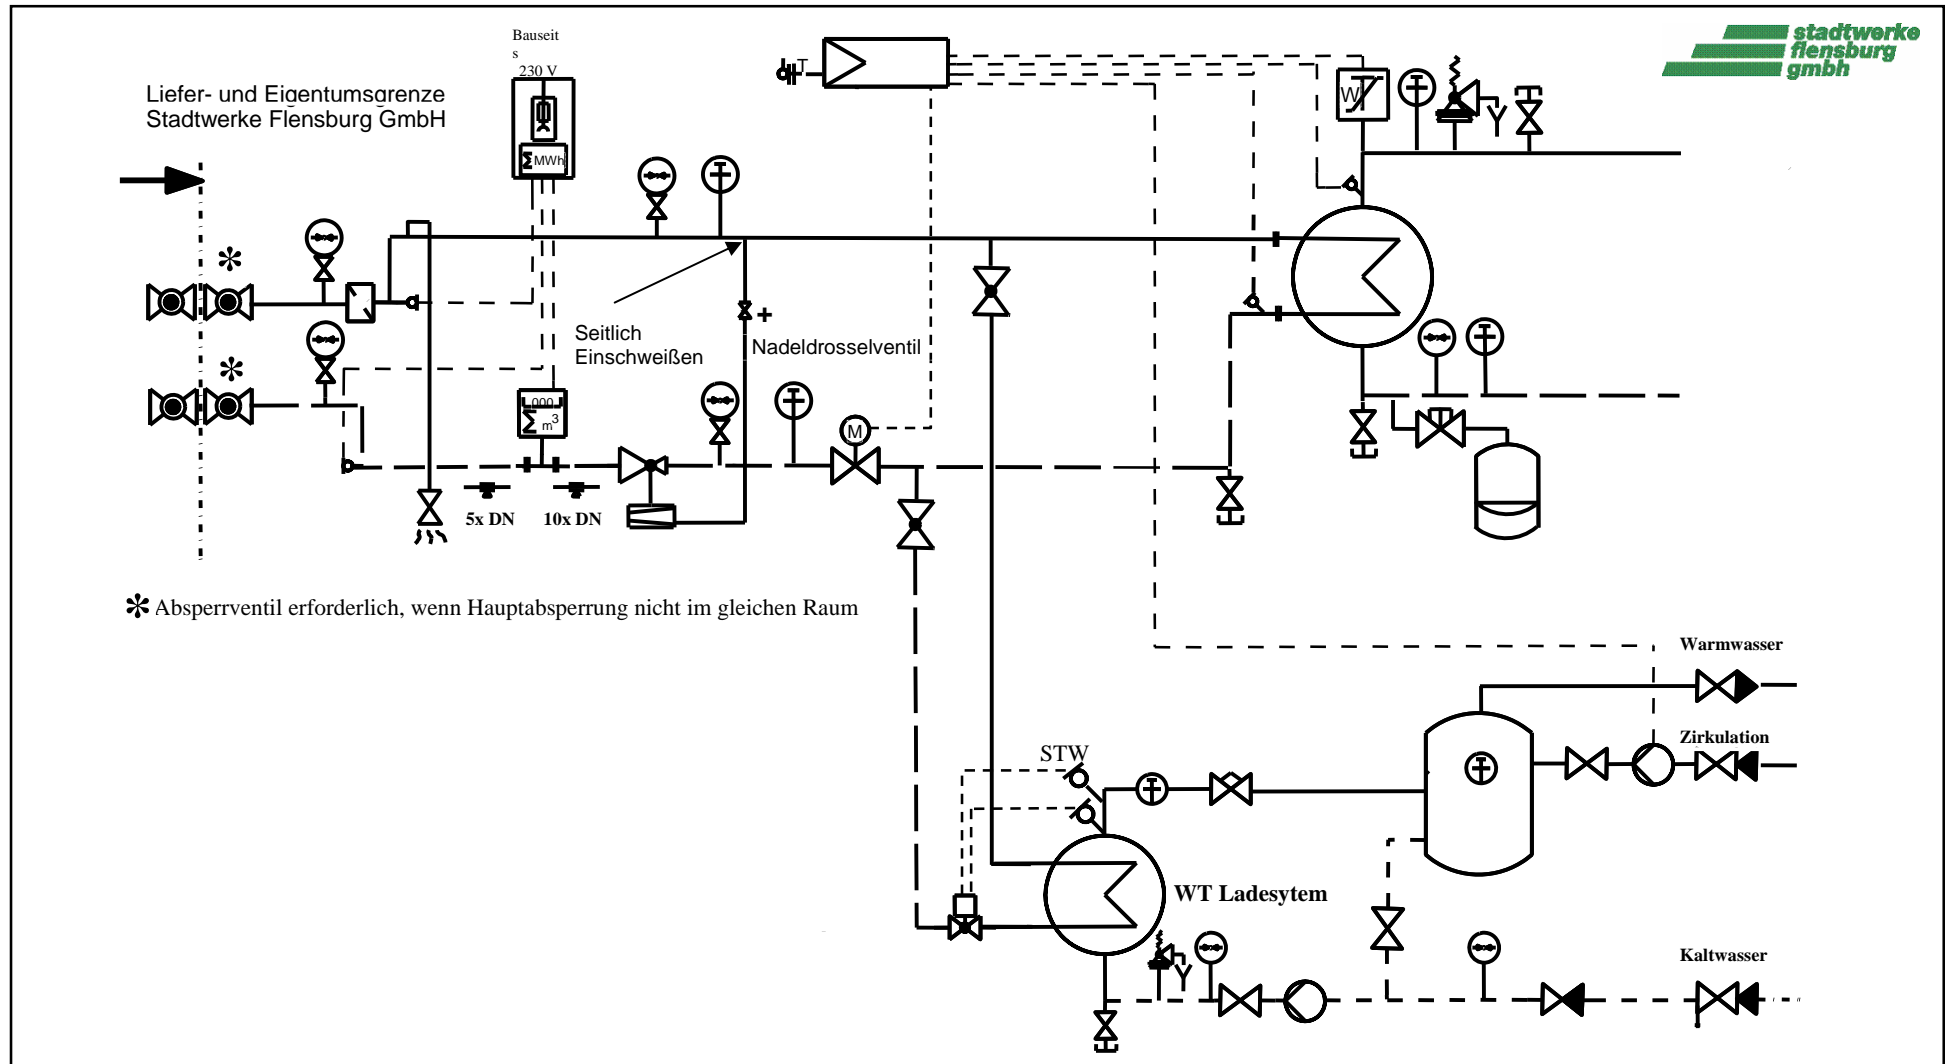 Bauseit
s
230 V
stadtwerke
flensburg
gmbh
Liefer- und Eigentumsgrenze
Stadtwerke Flensburg GmbH
T
W
MWh
Seitlich
Einschweißen
Nadeldrosselventil
000
Σ m³
M
5x DN
10x DN
✻ Absperrventil erforderlich, wenn Hauptabsperrung nicht im gleichen Raum
Warmwasser
Zirkulation
STW
WT Ladesytem
Kaltwasser